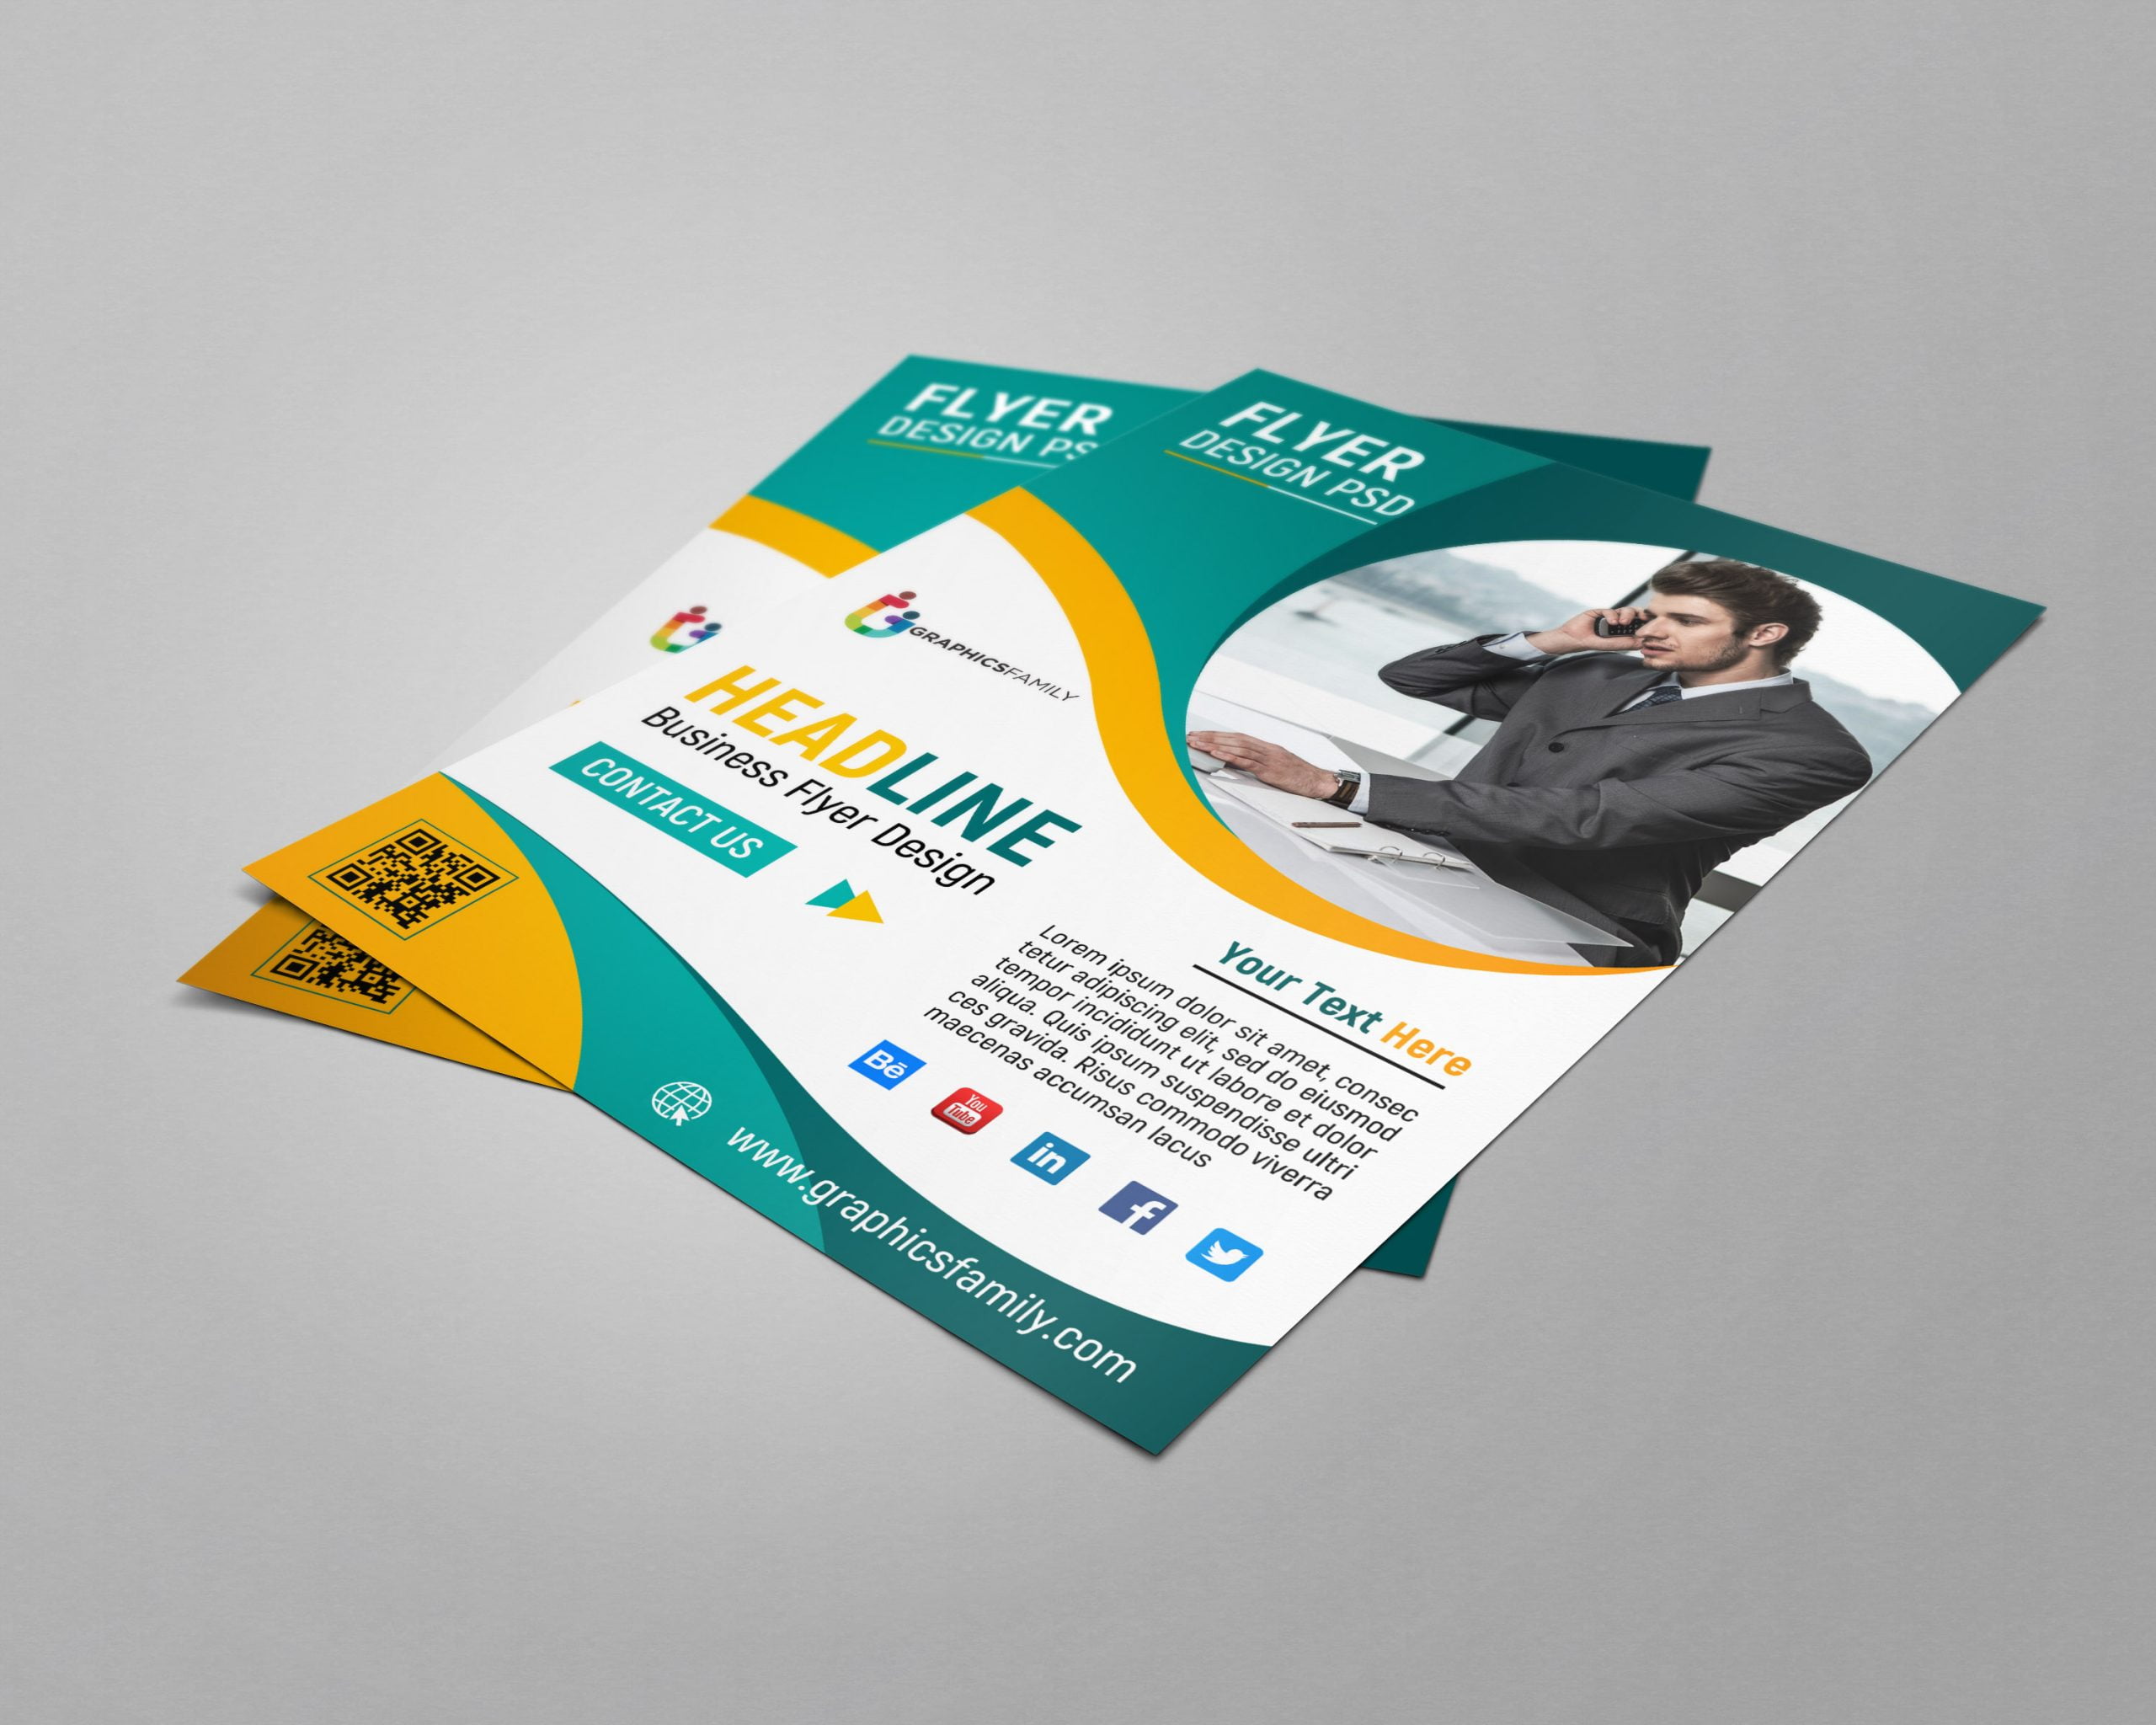 FLYER
DESIGN PS
FLYER
DESIGN PSD
GRAPHICSFAMILY
HEADLINE
Business Flyer Design
CONTACT US
Your Text Here
Lorem ipsum dolor sit amet, consec
tetur adipiscing elit, sed do eiusmod
tempor incididunt ut labore et dolor
aliqua. Quis ipsum suspendisse ultri
ces gravida. Risus commodo viverra
maecenas accumsan lacus
Bē
You
Tube
in
f
www.graphicsfamily.com